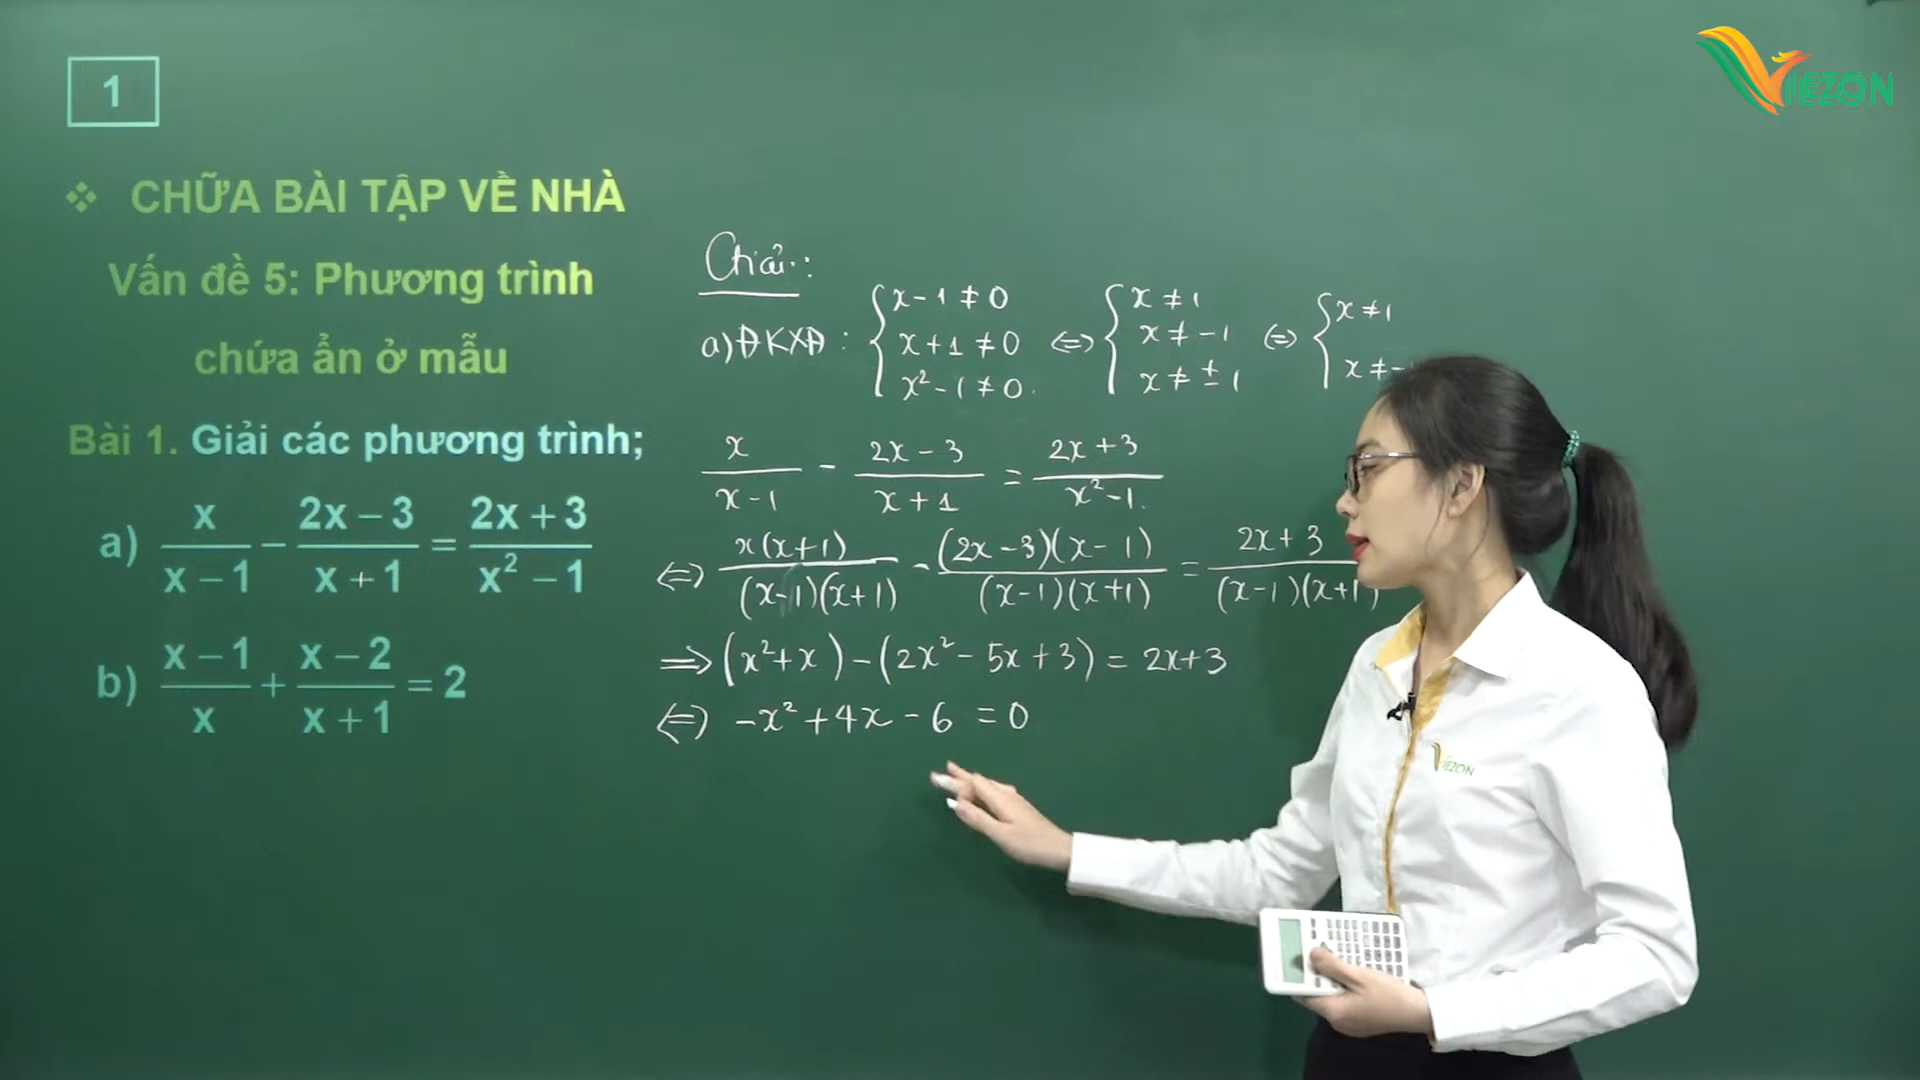 1
VIEZON
❖ CHỮA BÀI TẬP VỀ NHÀ
Vấn đề 5: Phương trình
chứa ẩn ở mẫu
Bài 1. Giải các phương trình;
a) x/(x – 1) – (2x – 3)/(x + 1) = (2x + 3)/(x² – 1)
b) (x – 1)/x + (x – 2)/(x + 1) = 2
Giải:
a) ĐKXĐ: { x - 1 ≠ 0 ; x + 1 ≠ 0 ; x² - 1 ≠ 0. ⇔ { x ≠ 1 ; x ≠ -1 ; x ≠ ±1 ⇔ { x ≠ 1 ; x ≠ -
x/(x - 1) - (2x - 3)/(x + 1) = (2x + 3)/(x² - 1).
⇔ x(x+1)/((x-1)(x+1)) - (2x-3)(x-1)/((x-1)(x+1)) = (2x+3)/((x-1)(x+1)
⇒ (x²+x) - (2x² - 5x + 3) = 2x+3
⇔ -x² + 4x - 6 = 0
VIEZON